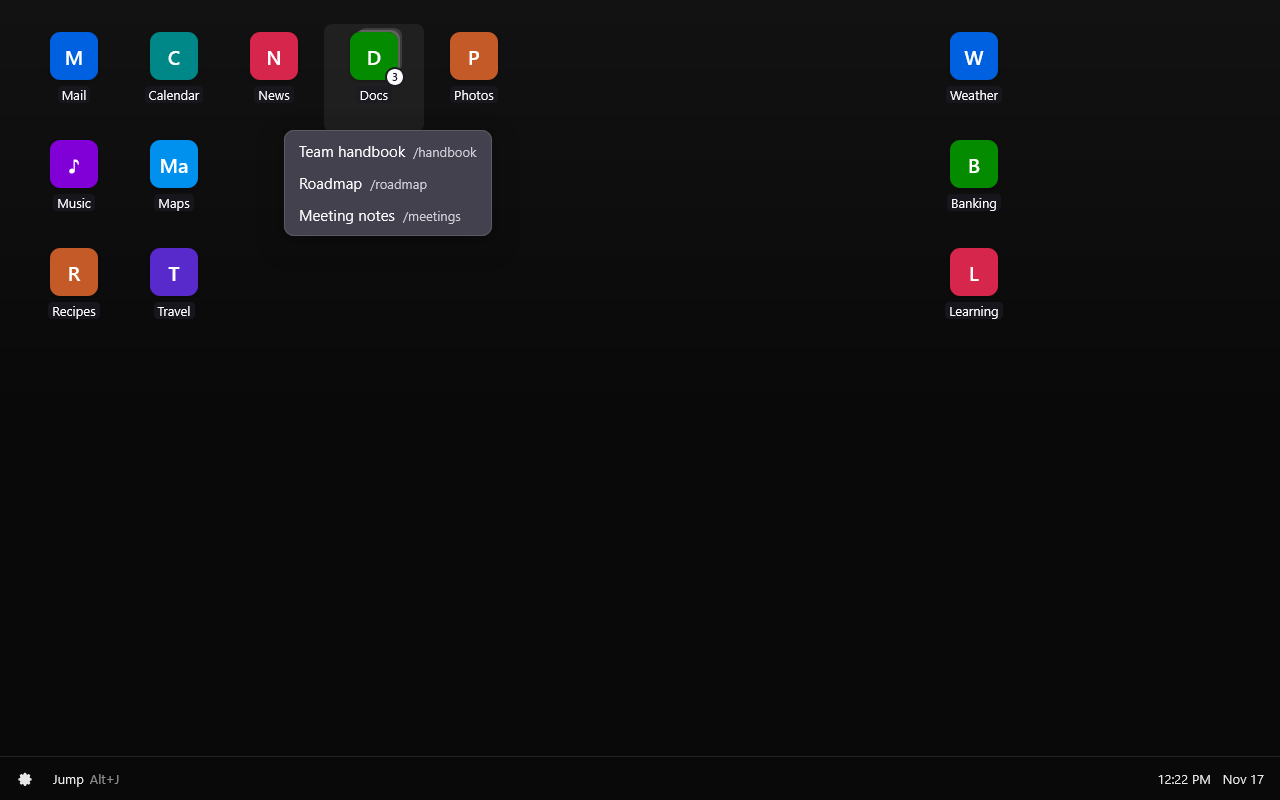 M
Mail
C
Calendar
N
News
D
3
Docs
P
Photos
W
Weather
♪
Music
Ma
Maps
Team handbook /handbook
Roadmap /roadmap
Meeting notes /meetings
B
Banking
R
Recipes
T
Travel
L
Learning
Jump Alt+J
12:22 PM Nov 17